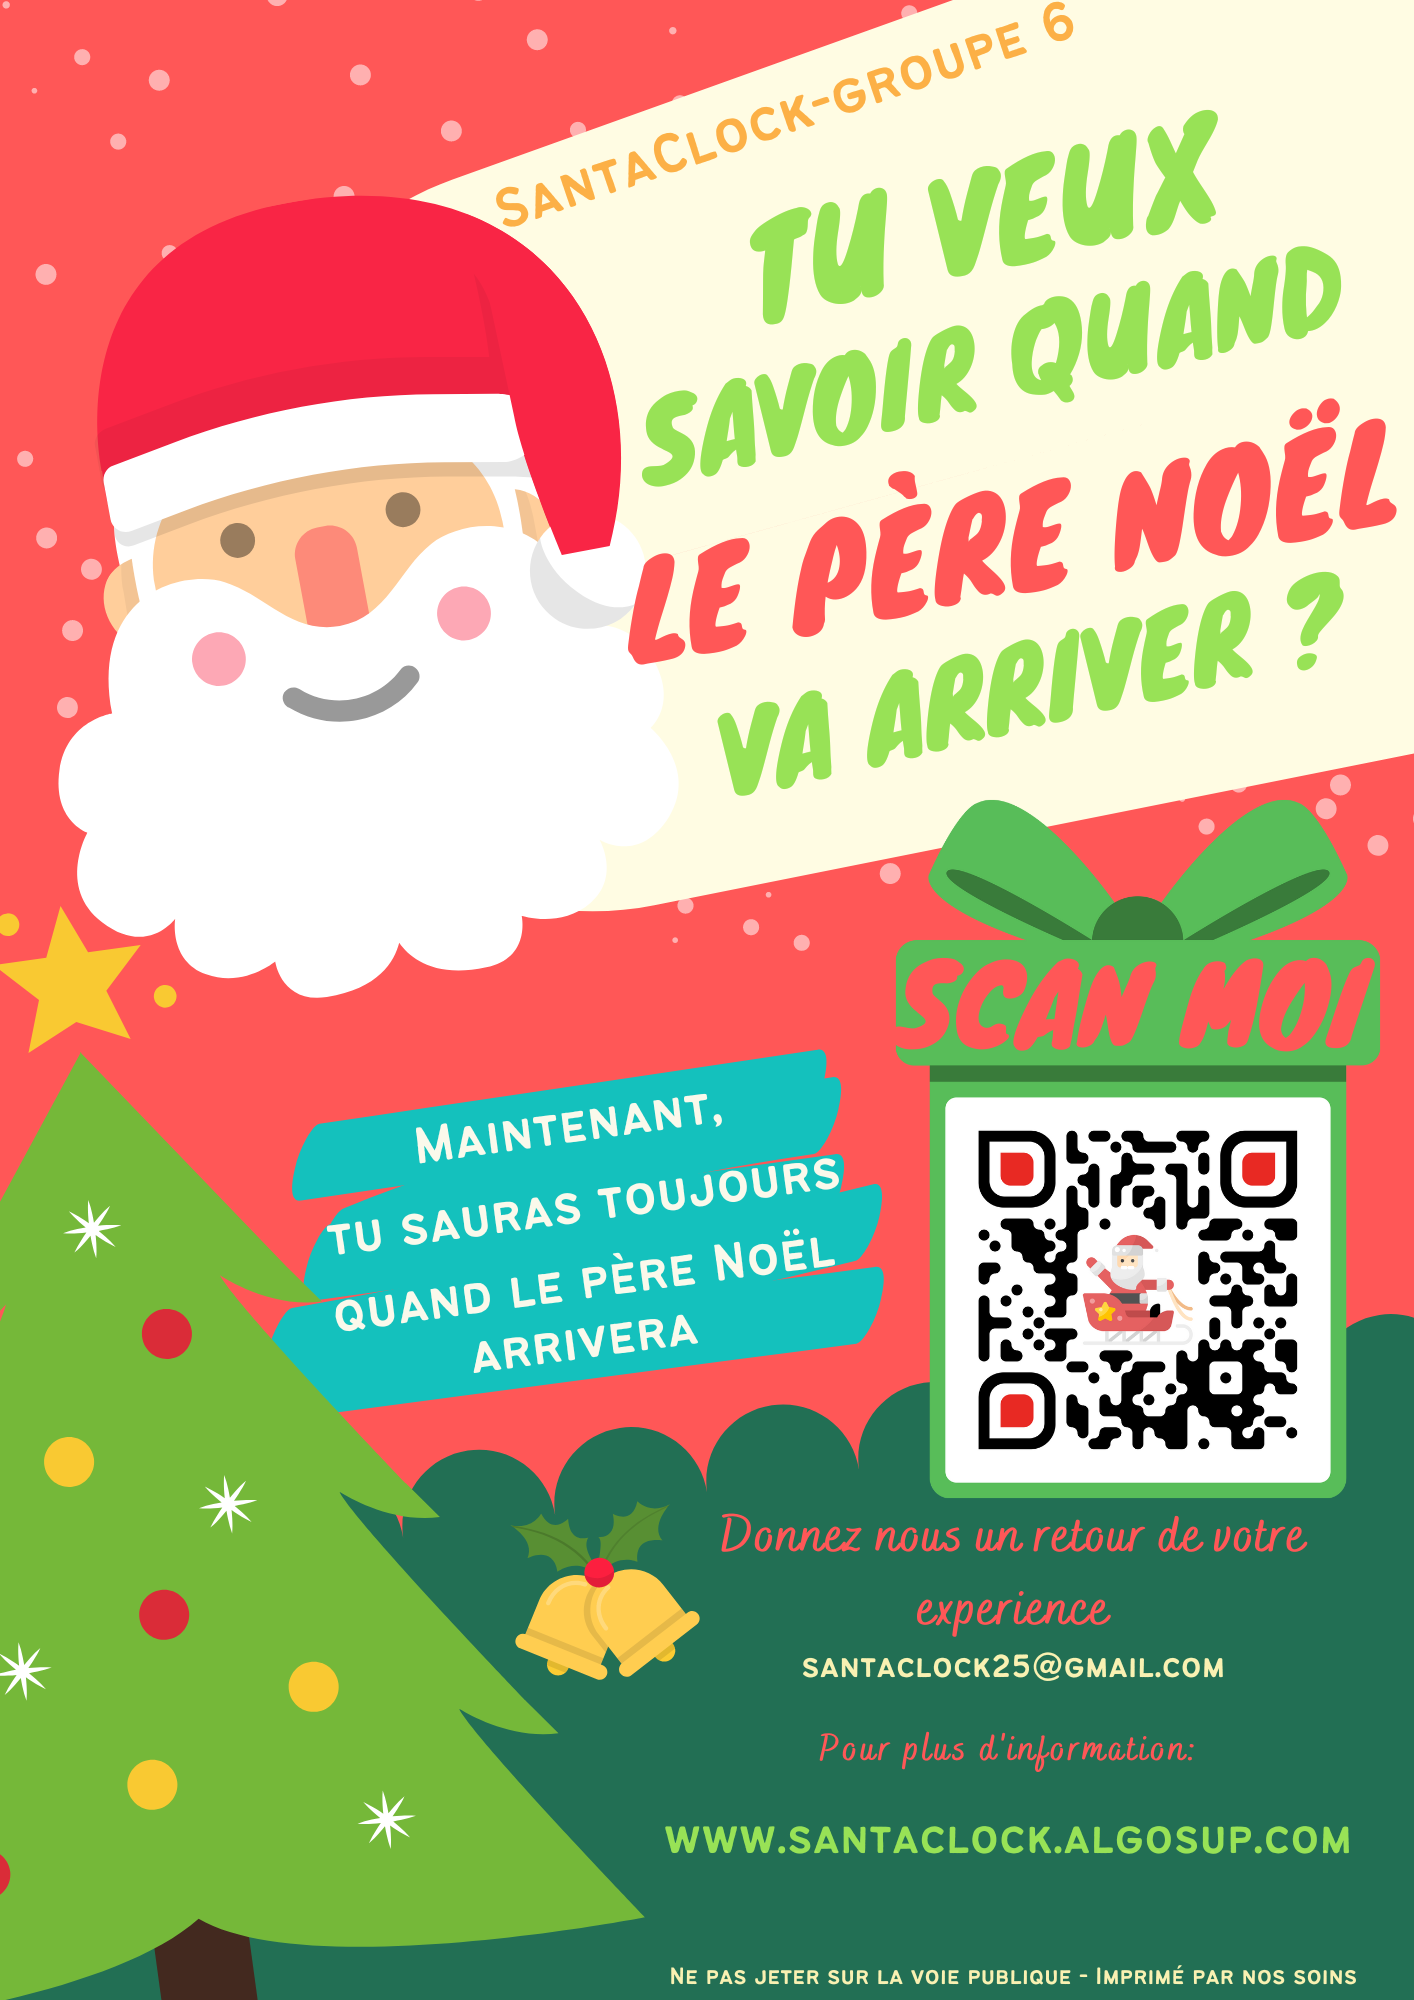 SantaClock-groupe 6
TU VEUX
SAVOIR QUAND
LE PÈRE NOËL
VA ARRIVER ?
SCAN MOI
Maintenant,
tu sauras toujours
quand le père Noël
arrivera
Donnez nous un retour de votre
experience
santaclock25@gmail.com
Pour plus d'information:
www.santaclock.algosup.com
Ne pas jeter sur la voie publique - Imprimé par nos soins